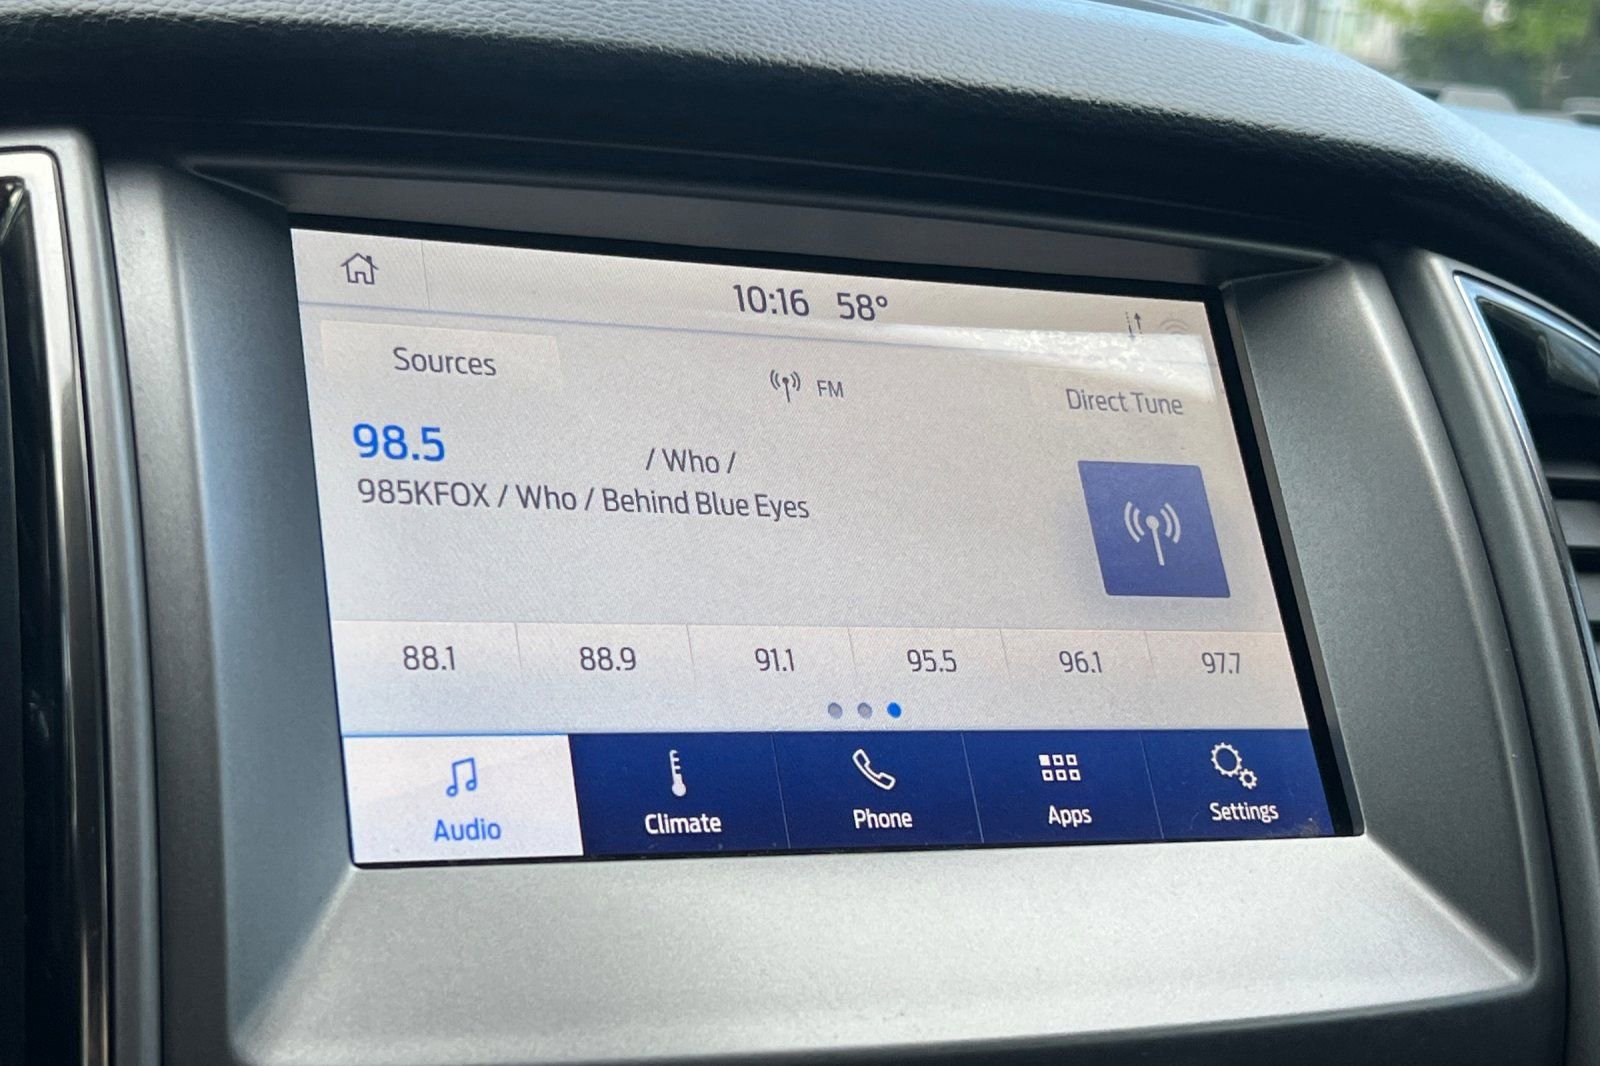 10:16 58°
Sources
FM
Direct Tune
98.5
/ Who /
985KFOX / Who / Behind Blue Eyes
88.1 88.9 91.1 95.5 96.1 97.7
Audio Climate Phone Apps Settings